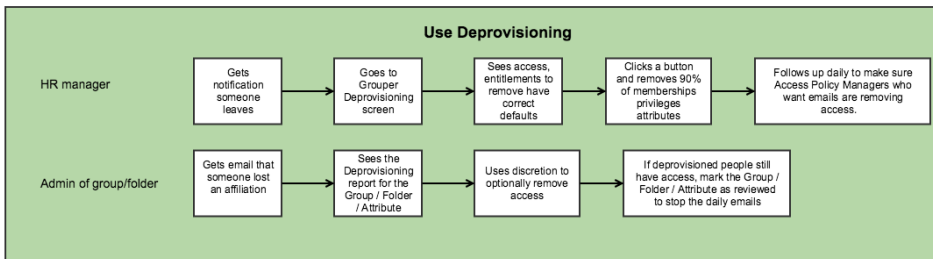 Use Deprovisioning
HR manager
Gets
notification
someone
leaves
Goes to
Grouper
Deprovisioning
screen
Sees access,
entitlements to
remove have
correct
defaults
Clicks a button
and removes 90%
of memberships
privileges
attributes
Follows up daily to make sure
Access Policy Managers who
want emails are removing
access.
Admin of group/folder
Gets email that
someone lost
an affiliation
Sees the
Deprovisioning
report for the
Group / Folder
/ Attribute
Uses discretion to
optionally remove
access
If deprovisioned people still
have access, mark the Group /
Folder / Attribute as reviewed
to stop the daily emails